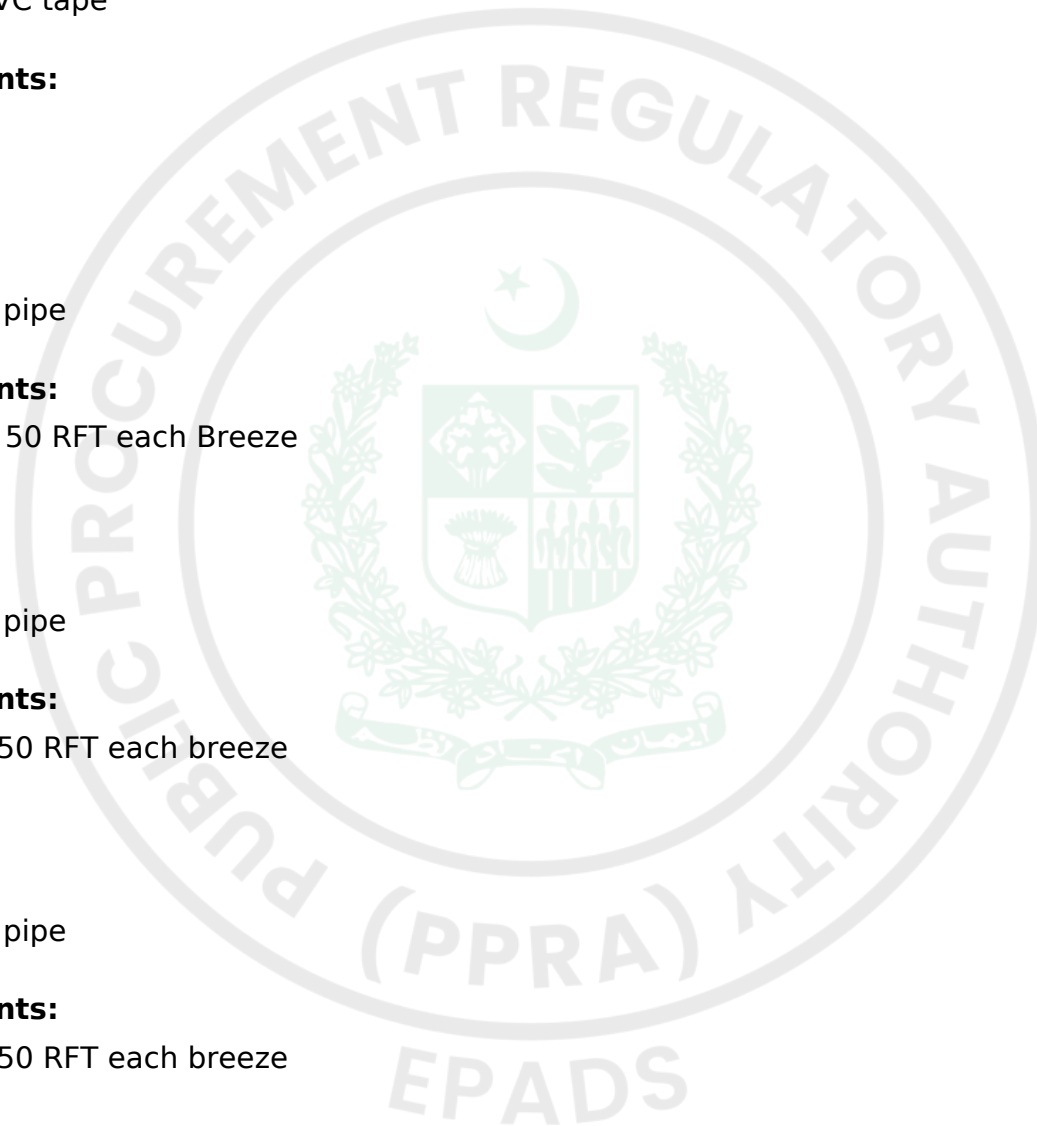 VC tape
nts:
pipe
nts:
50 RFT each Breeze
pipe
nts:
50 RFT each breeze
pipe
nts:
50 RFT each breeze
PUBLIC PROCUREMENT REGULATORY AUTHORITY
(PPRA)
EPADS